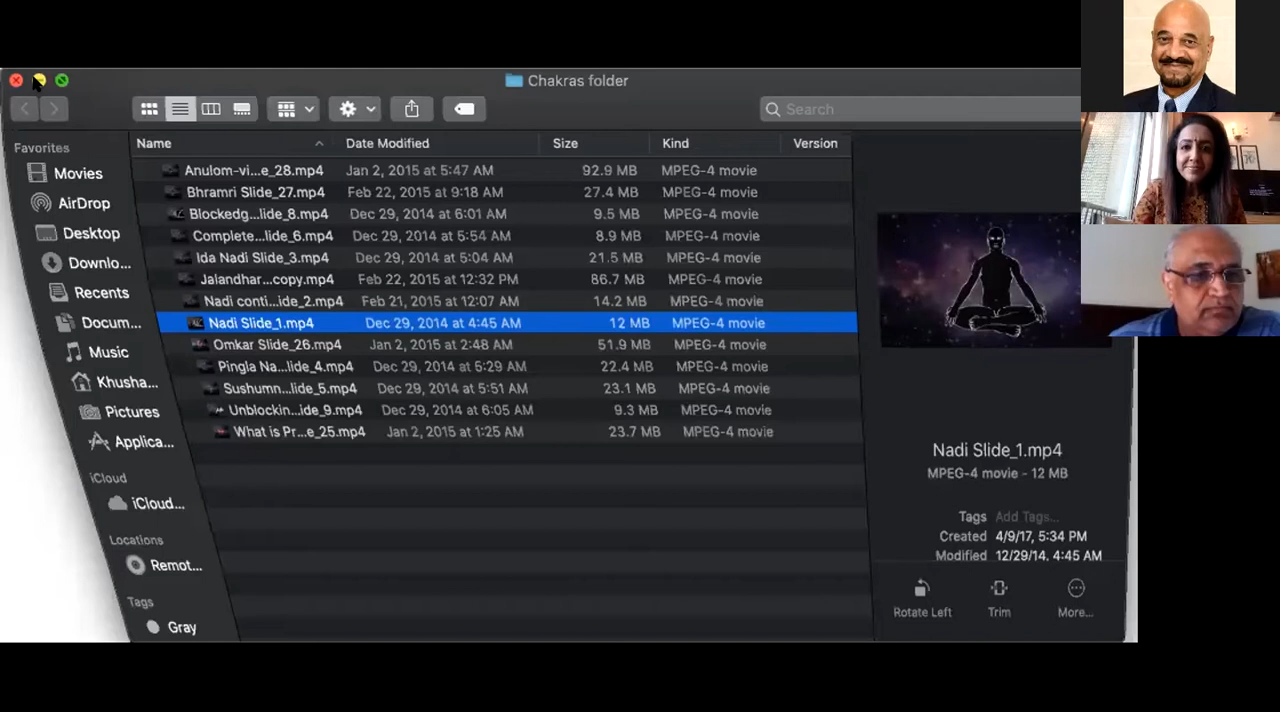 Chakras folder
Search
Name Date Modified Size Kind Version
Favorites
Movies
AirDrop
Desktop
Downlo...
Recents
Docum...
Music
Khusha...
Pictures
Applica...
iCloud
iCloud...
Locations
Remot...
Tags
Gray
Anulom-vi...e_28.mp4 Jan 2, 2015 at 5:47 AM 92.9 MB MPEG-4 movie
Bhramri Slide_27.mp4 Feb 22, 2015 at 9:18 AM 27.4 MB MPEG-4 movie
Blockedg...lide_8.mp4 Dec 29, 2014 at 6:01 AM 9.5 MB MPEG-4 movie
Complete...lide_6.mp4 Dec 29, 2014 at 5:54 AM 8.9 MB MPEG-4 movie
Ida Nadi Slide_3.mp4 Dec 29, 2014 at 5:04 AM 21.5 MB MPEG-4 movie
Jalandhar...copy.mp4 Feb 22, 2015 at 12:32 PM 86.7 MB MPEG-4 movie
Nadi conti...ide_2.mp4 Feb 21, 2015 at 12:07 AM 14.2 MB MPEG-4 movie
Nadi Slide_1.mp4 Dec 29, 2014 at 4:45 AM 12 MB MPEG-4 movie
Omkar Slide_26.mp4 Jan 2, 2015 at 2:48 AM 51.9 MB MPEG-4 movie
Pingla Na...lide_4.mp4 Dec 29, 2014 at 5:29 AM 22.4 MB MPEG-4 movie
Sushumn...lide_5.mp4 Dec 29, 2014 at 5:51 AM 23.1 MB MPEG-4 movie
Unblockin...ide_9.mp4 Dec 29, 2014 at 6:05 AM 9.3 MB MPEG-4 movie
What is Pr...e_25.mp4 Jan 2, 2015 at 1:25 AM 23.7 MB MPEG-4 movie
Nadi Slide_1.mp4
MPEG-4 movie - 12 MB
Tags Add Tags...
Created 4/9/17, 5:34 PM
Modified 12/29/14, 4:45 AM
Rotate Left Trim More...